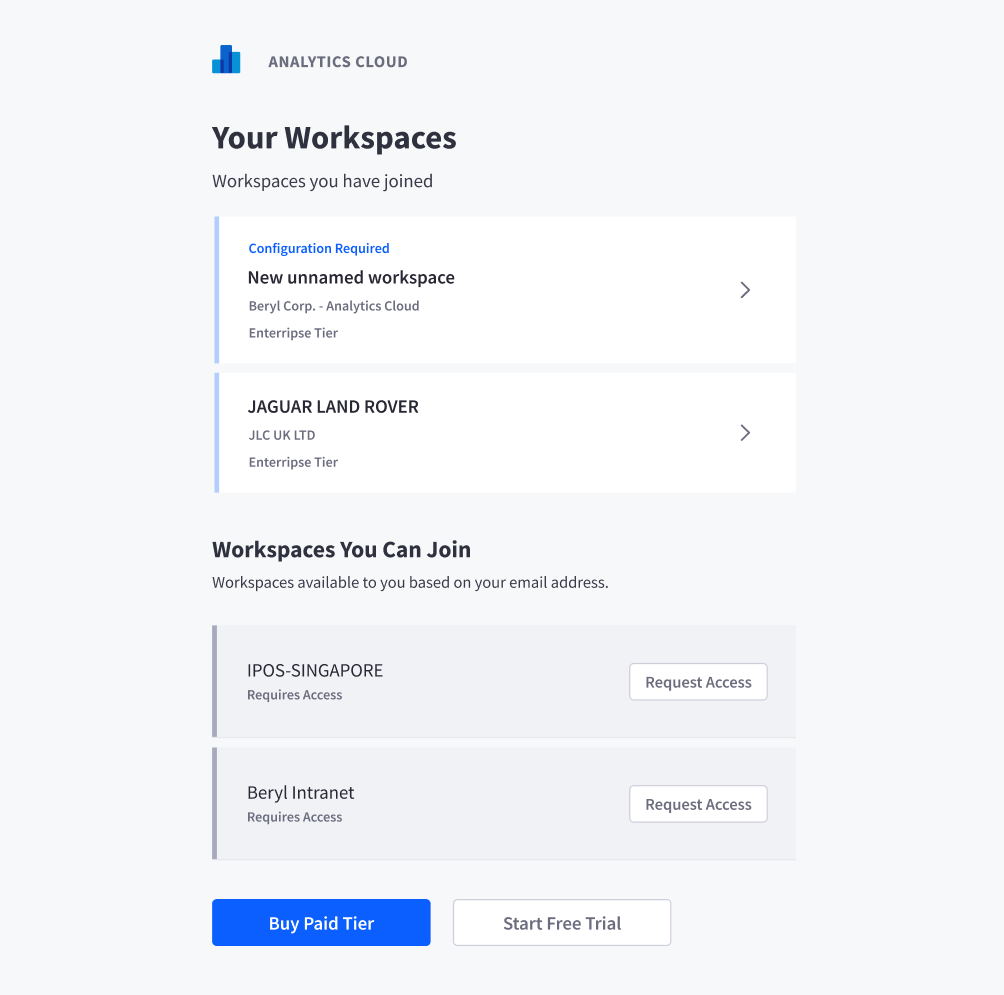 ANALYTICS CLOUD
Your Workspaces
Workspaces you have joined
Configuration Required
New unnamed workspace
Beryl Corp. - Analytics Cloud
Enterripse Tier
JAGUAR LAND ROVER
JLC UK LTD
Enterripse Tier
Workspaces You Can Join
Workspaces available to you based on your email address.
IPOS-SINGAPORE
Requires Access
Request Access
Beryl Intranet
Requires Access
Request Access
Buy Paid Tier
Start Free Trial